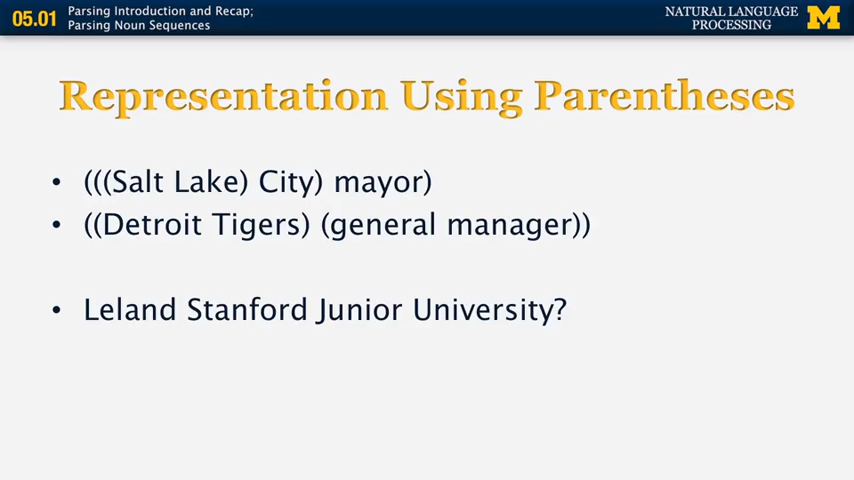 05.01
Parsing Introduction and Recap;
Parsing Noun Sequences
NATURAL LANGUAGE
PROCESSING
M
Representation Using Parentheses
• (((Salt Lake) City) mayor)
• ((Detroit Tigers) (general manager))
• Leland Stanford Junior University?